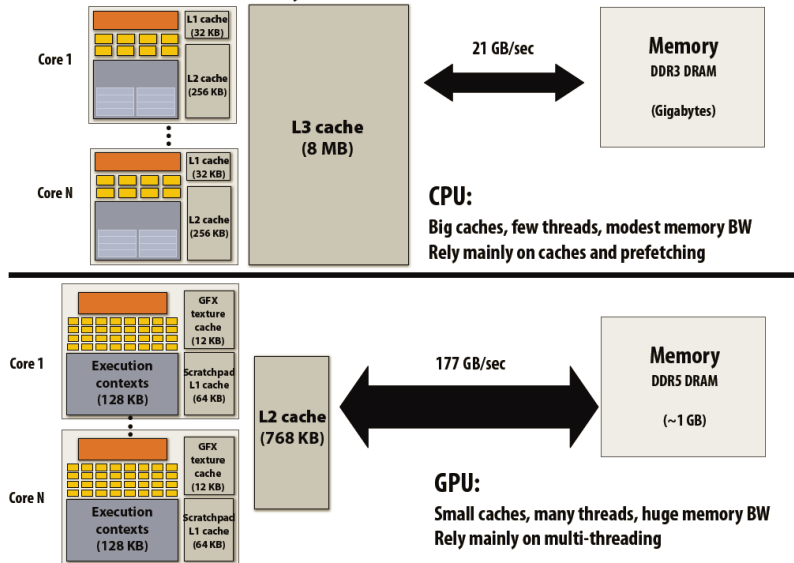 L1 cache
(32 KB)
Core 1
L2 cache
(256 KB)
L3 cache
(8 MB)
21 GB/sec
Memory
DDR3 DRAM
(Gigabytes)
L1 cache
(32 KB)
Core N
L2 cache
(256 KB)
CPU:
Big caches, few threads, modest memory BW
Rely mainly on caches and prefetching
GFX
texture
cache
(12 KB)
Core 1
Execution
contexts
(128 KB)
Scratchpad
L1 cache
(64 KB)
L2 cache
(768 KB)
177 GB/sec
Memory
DDR5 DRAM
(~1 GB)
GFX
texture
cache
(12 KB)
Core N
Execution
contexts
(128 KB)
Scratchpad
L1 cache
(64 KB)
GPU:
Small caches, many threads, huge memory BW
Rely mainly on multi-threading